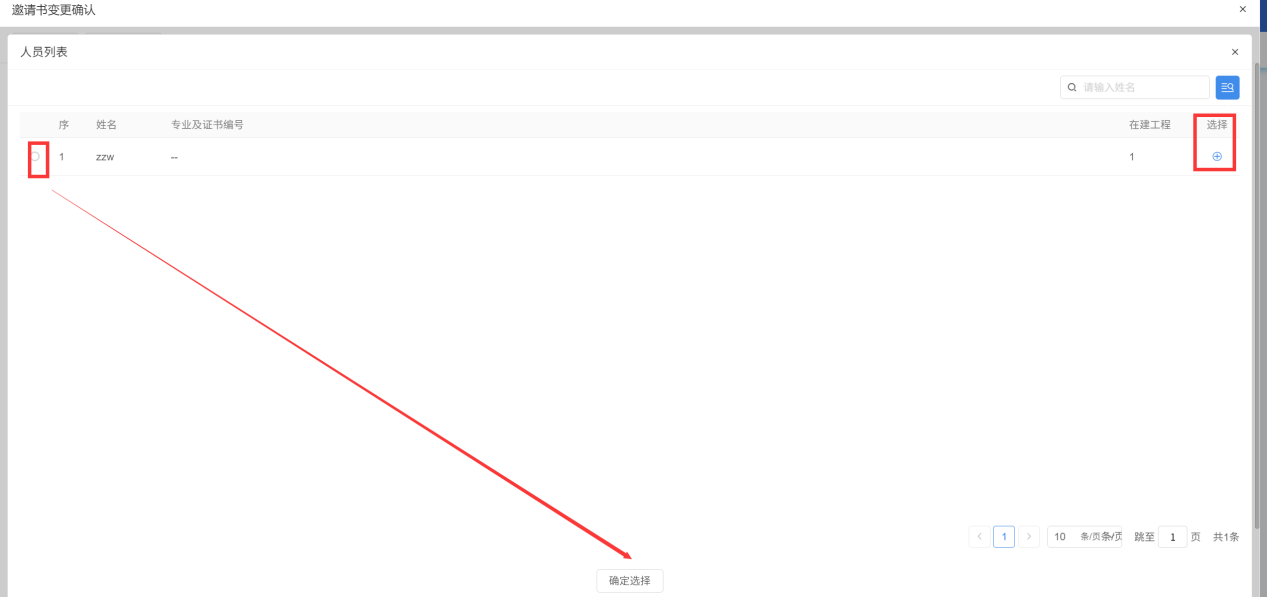 邀请书变更确认
人员列表
请输入姓名
序 姓名 专业及证书编号 在建工程 选择
1 zzw -- 1
1 10 条/页 跳至 1 页 共1条
确定选择